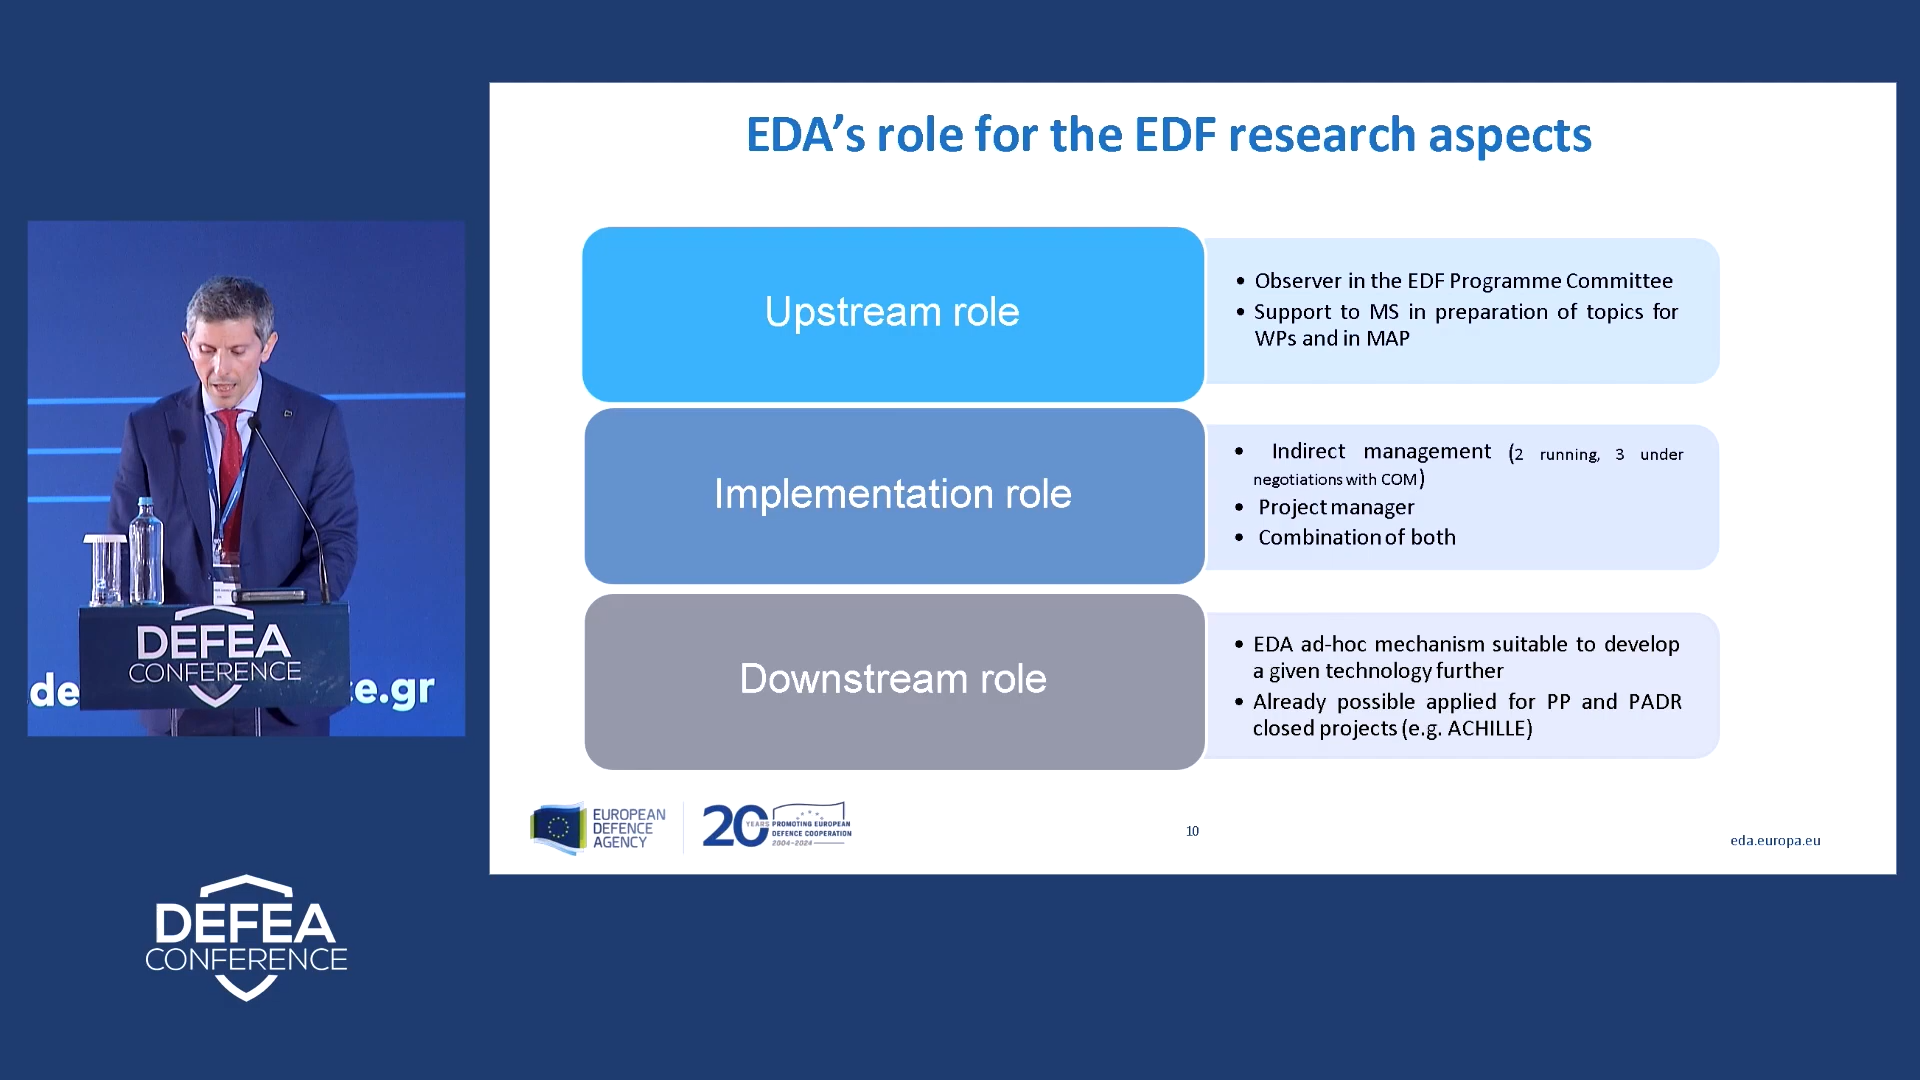 EDA's role for the EDF research aspects
Upstream role
• Observer in the EDF Programme Committee
• Support to MS in preparation of topics for
WPs and in MAP
Implementation role
• Indirect management (2 running, 3 under
negotiations with COM)
• Project manager
• Combination of both
Downstream role
• EDA ad-hoc mechanism suitable to develop
a given technology further
• Already possible applied for PP and PADR
closed projects (e.g. ACHILLE)
EUROPEAN
DEFENCE
AGENCY
20 YEARS PROMOTING EUROPEAN
DEFENCE COOPERATION
2004-2024
10
eda.europa.eu
DEFEA
CONFERENCE
de
ce.gr
DEFEA
CONFERENCE